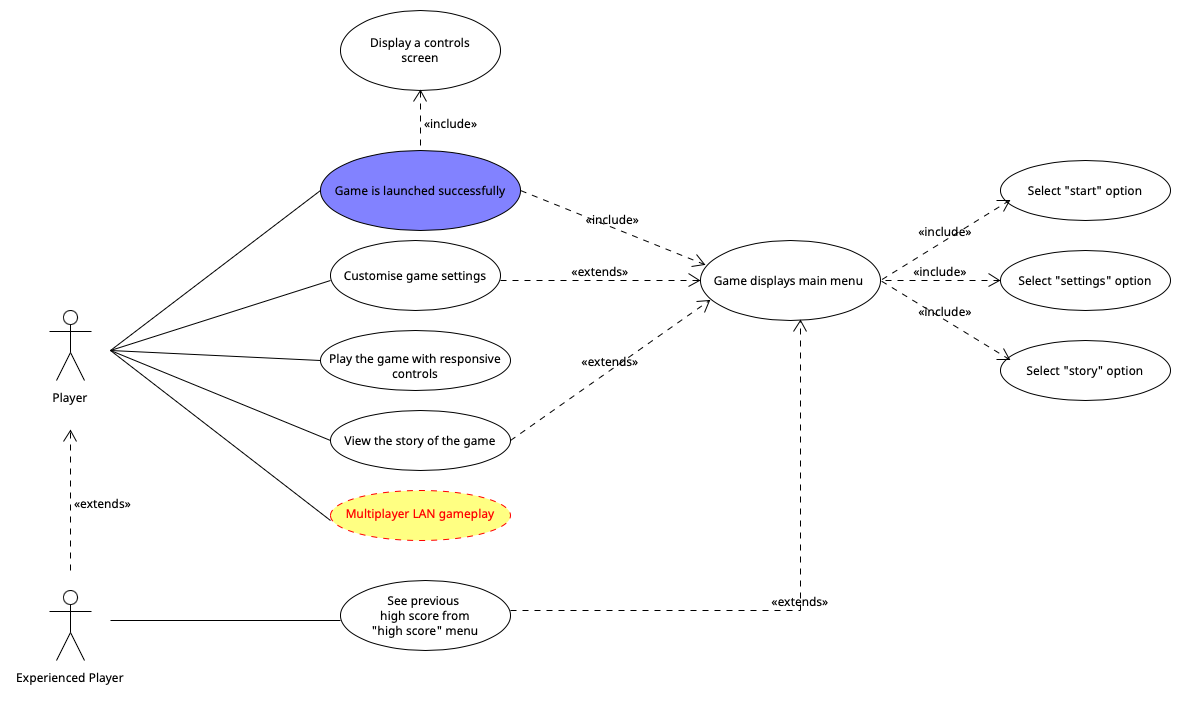 Display a controls
screen
«include»
Game is launched successfully
Select "start" option
«include»
«include»
Customise game settings
«extends»
Game displays main menu
«include»
Select "settings" option
«include»
Play the game with responsive
controls
«extends»
Select "story" option
Player
View the story of the game
«extends»
Multiplayer LAN gameplay
See previous
high score from
"high score" menu
«extends»
Experienced Player